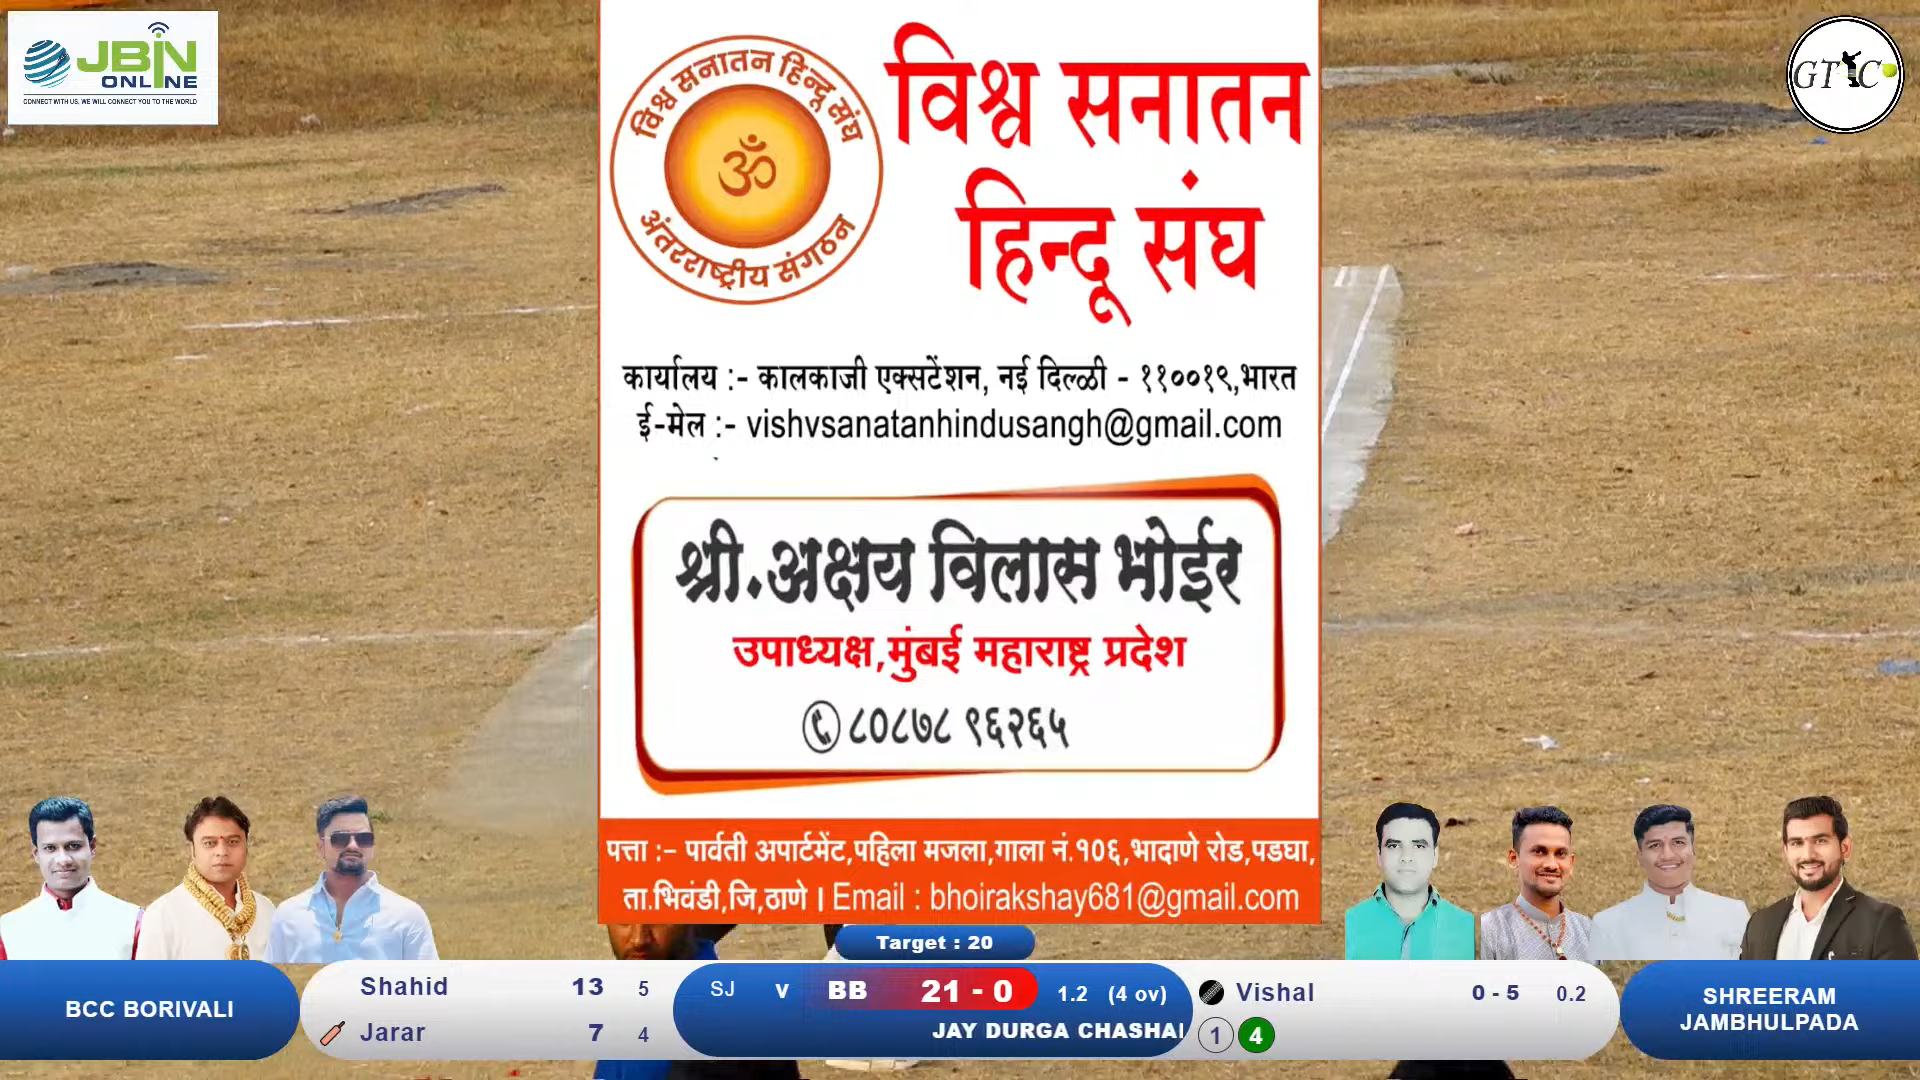 JBIN
ONLINE
CONNECT WITH US, WE WILL CONNECT YOU TO THE WORLD
विश्व सनातन हिन्दू संघ
अंतरराष्ट्रीय संगठन
ॐ
विश्व सनातन
हिन्दू संघ
GTCC
कार्यालय :- कालकाजी एक्सटेंशन, नई दिल्ळी - ११००१९,भारत
ई-मेल :- vishvsanatanhindusangh@gmail.com
श्री.अक्षय विलास भोईर
उपाध्यक्ष,मुंबई महाराष्ट्र प्रदेश
८०८७८ ९६२६५
पत्ता :- पार्वती अपार्टमेंट,पहिला मजला,गाला नं.१०६,भादाणे रोड,पडघा,
ता.भिवंडी,जि,ठाणे । Email : bhoirakshay681@gmail.com
Target : 20
BCC BORIVALI
Shahid 13 5
Jarar 7 4
SJ v BB 21 - 0 1.2 (4 ov)
JAY DURGA CHASHA
Vishal 0 - 5 0.2
1 4
SHREERAM
JAMBHULPADA